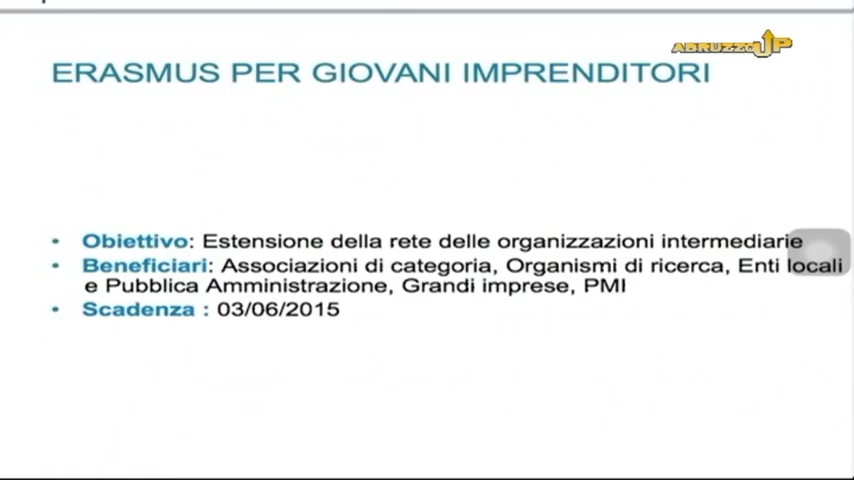 ABRUZZOUP
ERASMUS PER GIOVANI IMPRENDITORI
• Obiettivo: Estensione della rete delle organizzazioni intermediarie
• Beneficiari: Associazioni di categoria, Organismi di ricerca, Enti locali
e Pubblica Amministrazione, Grandi imprese, PMI
• Scadenza : 03/06/2015